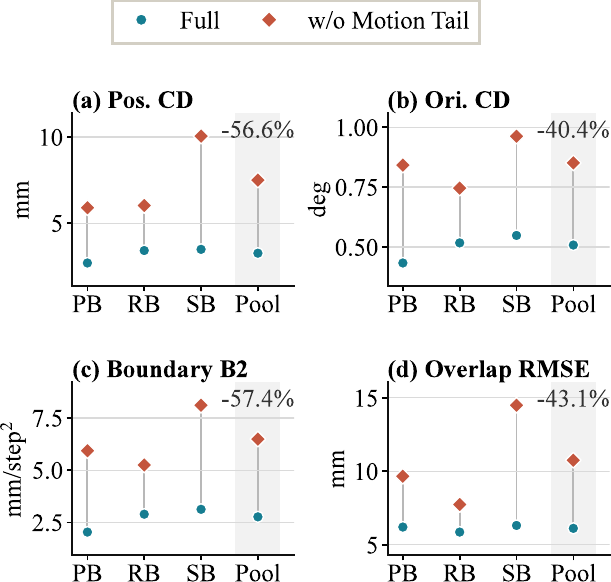 Full w/o Motion Tail
(a) Pos. CD
-56.6%
10
5
mm
PB RB SB Pool
(b) Ori. CD
-40.4%
1.00
0.75
0.50
deg
PB RB SB Pool
(c) Boundary B2
-57.4%
7.5
5.0
2.5
mm/step²
PB RB SB Pool
(d) Overlap RMSE
-43.1%
15
10
5
mm
PB RB SB Pool